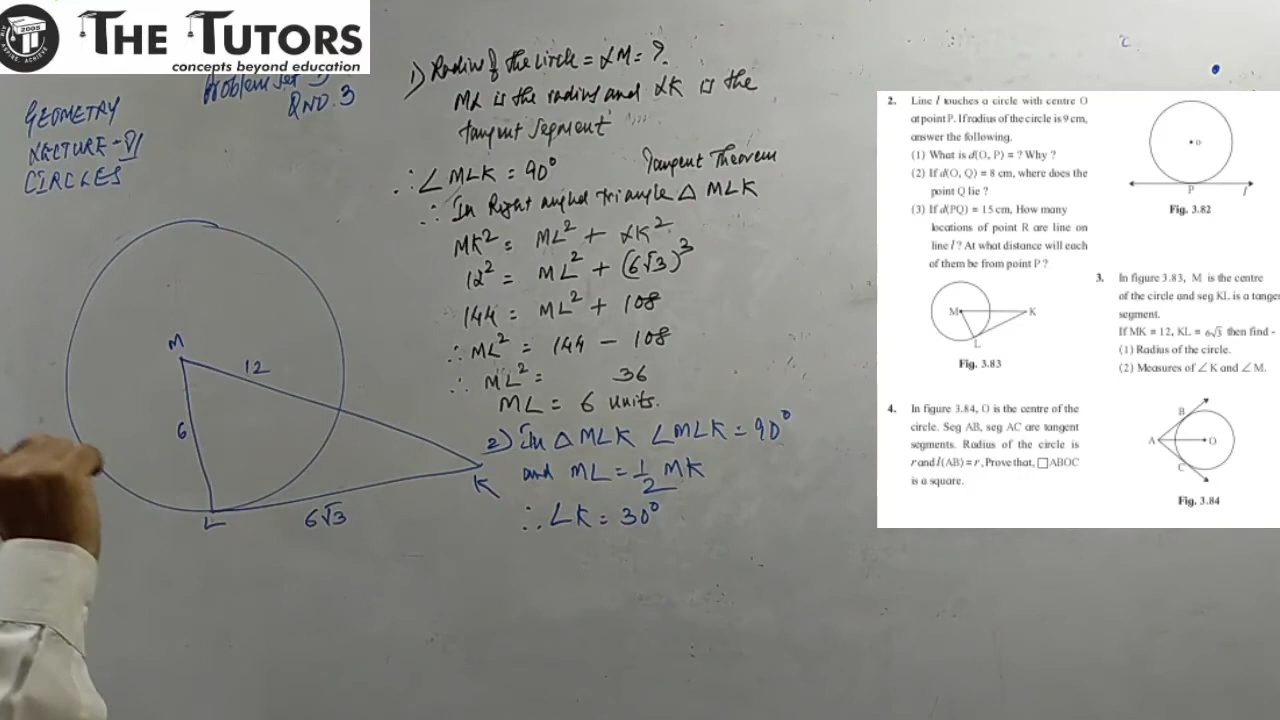 2005
AIM, ASPIRE, ACHIEVE
THE TUTORS
concepts beyond education
Problem set
QNO. 3
GEOMETRY
LECTURE - VI
CIRCLES
M
12
6
K
L
6√3
1) Radius of the circle = LM = ?
ML is the radius and LK is the
tangent segment
∴ ∠MLK = 90° Tangent Theorem
∴ In Right angled triangle △ MLK
MK² = ML² + LK²
12² = ML² + (6√3)³
144 = ML² + 108
∴ ML² = 144 - 108
∴ ML² = 36
ML = 6 units.
2) In △ MLK ∠MLK = 90°
and ML = 1/2 MK
∴ ∠K = 30°
2. Line l touches a circle with centre O
at point P. If radius of the circle is 9 cm,
answer the following.
(1) What is d(O, P) = ? Why ?
(2) If d(O, Q) = 8 cm, where does the
point Q lie ?
(3) If d(PQ) = 15 cm, How many
locations of point R are line on
line l ? At what distance will each
of them be from point P ?
O
P
l
Fig. 3.82
M
K
L
Fig. 3.83
3. In figure 3.83, M is the centre
of the circle and seg KL is a tange
segment.
If MK = 12, KL = 6√3 then find -
(1) Radius of the circle.
(2) Measures of ∠K and ∠M.
4. In figure 3.84, O is the centre of the
circle. Seg AB, seg AC are tangent
segments. Radius of the circle is
r and l(AB) = r, Prove that, □ABOC
is a square.
B
A
O
C
Fig. 3.84